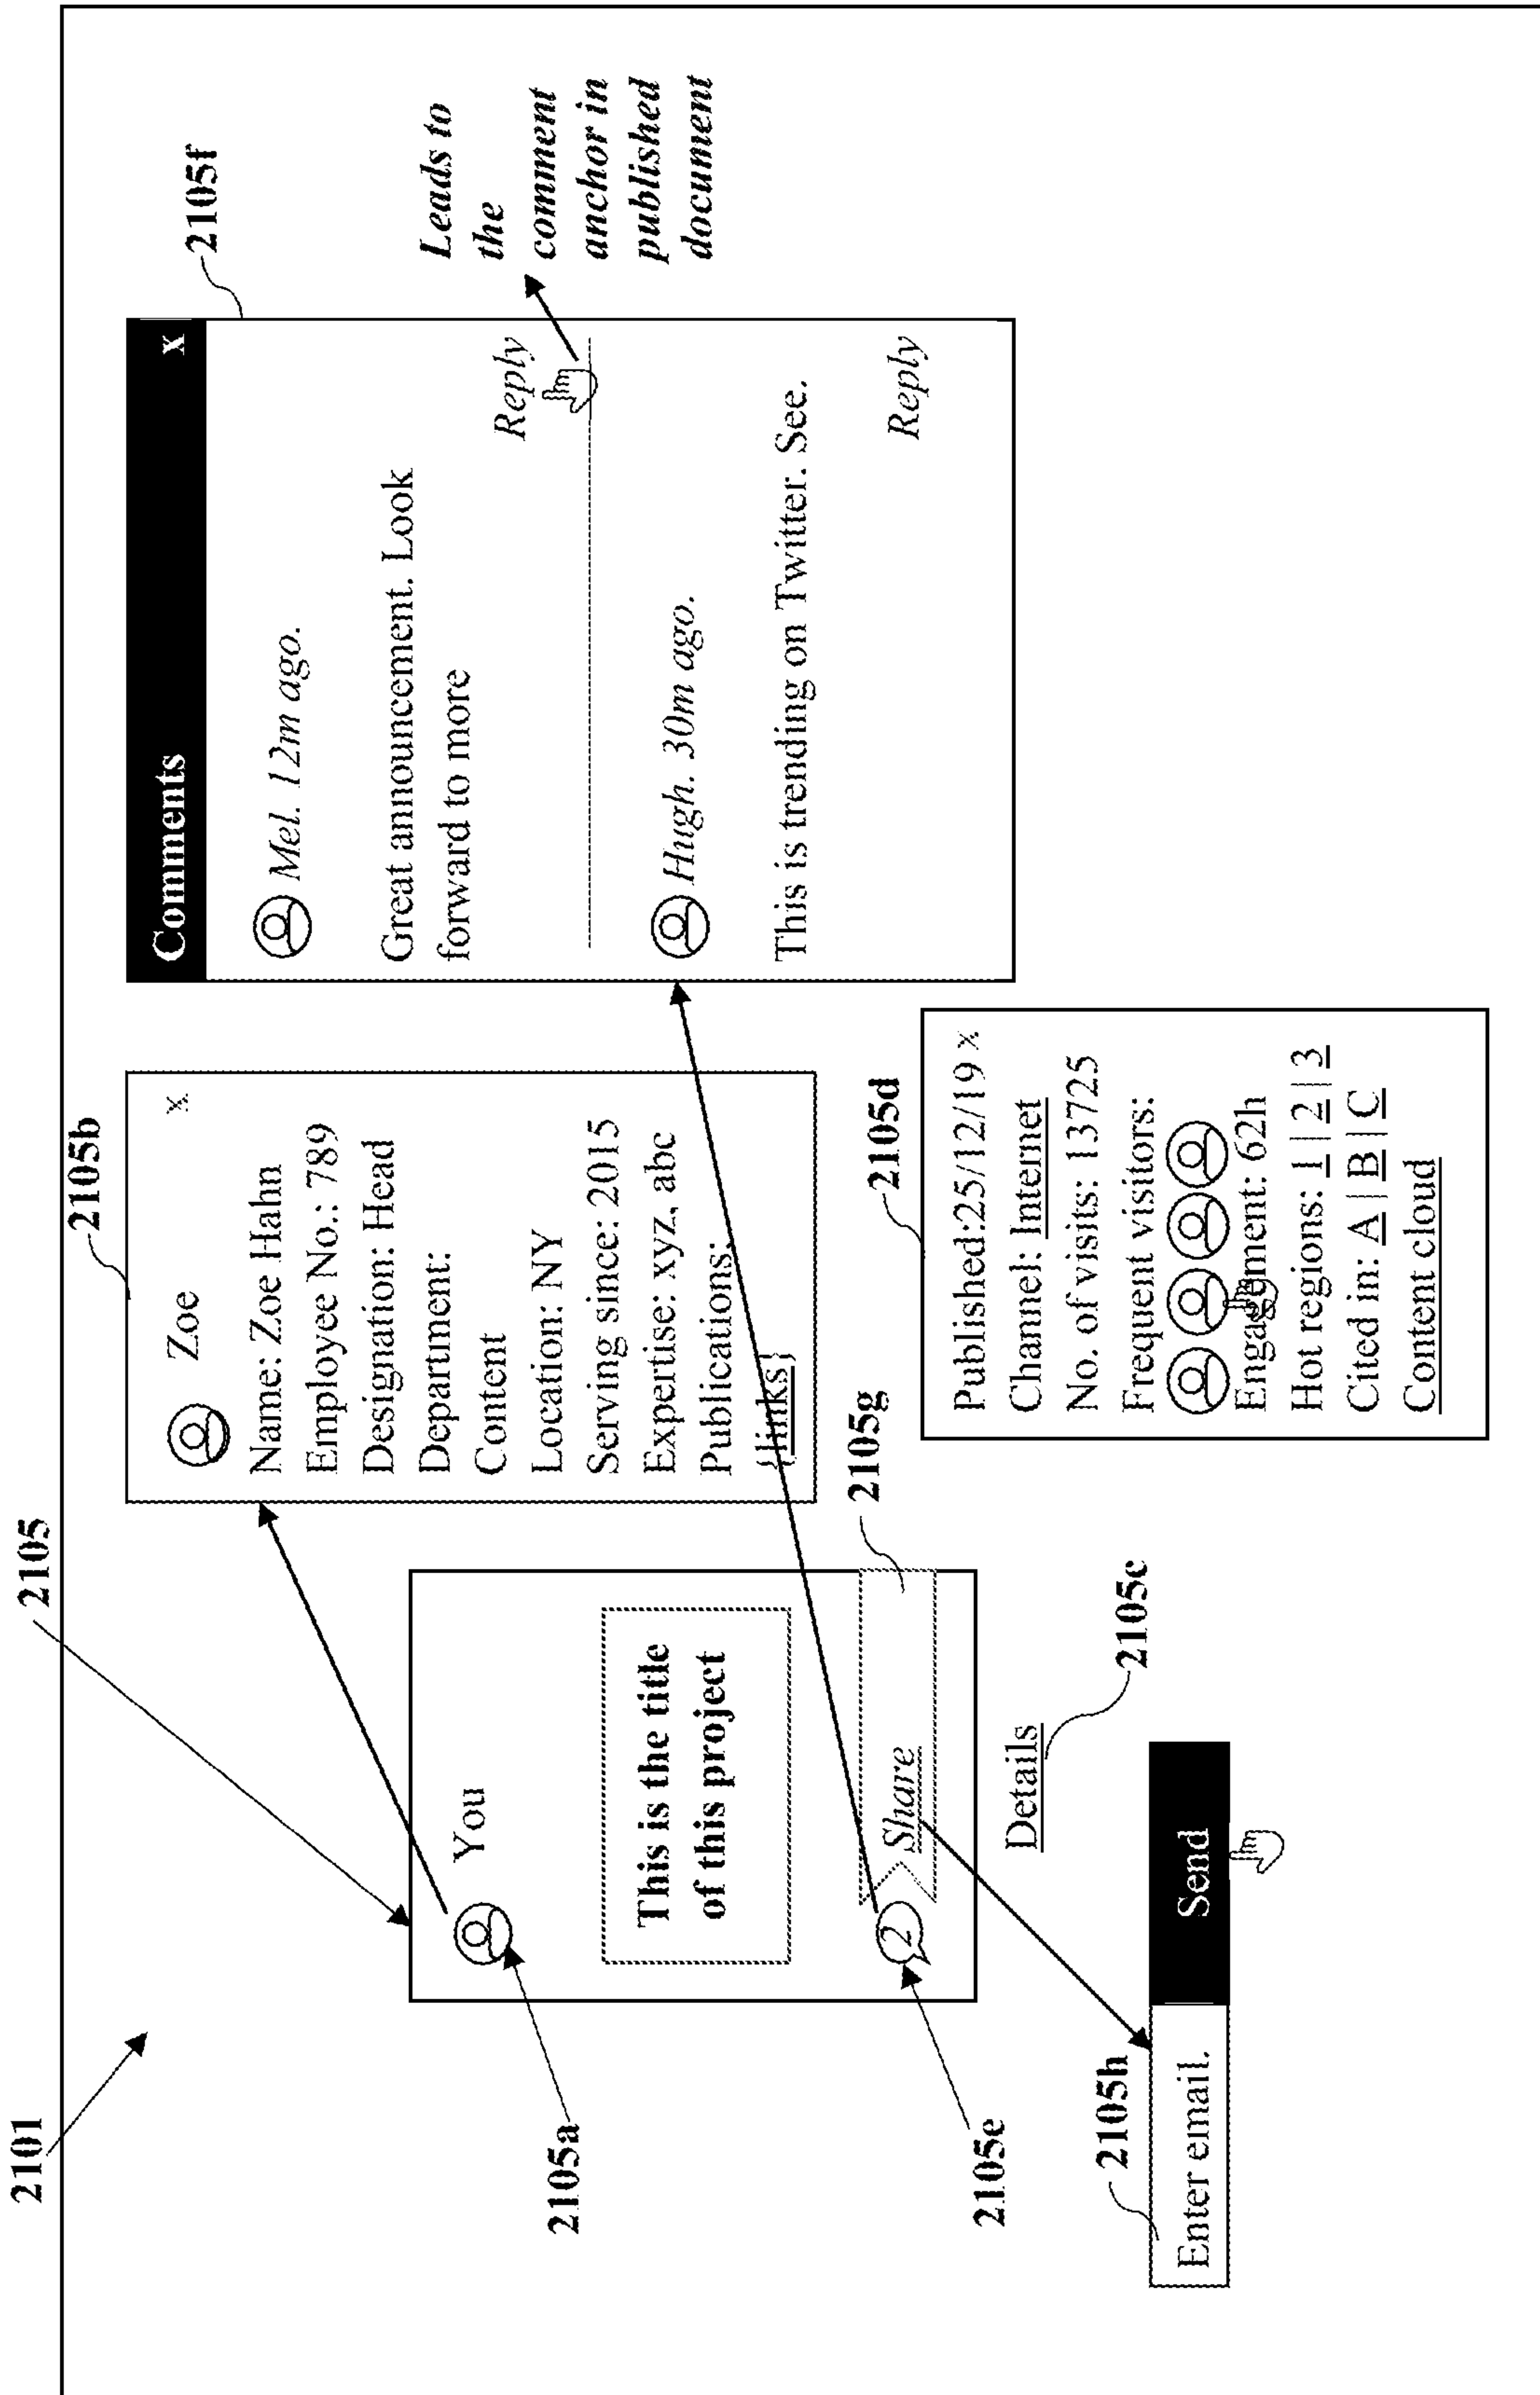 2101
2105
2105a
You
This is the title
of this project
2
Share
2105e
2105g
Details
2105c
2105h
Enter email.
Send
2105b
Zoe
x
Name: Zoe Hahn
Employee No.: 789
Designation: Head
Department:
Content
Location: NY
Serving since: 2015
Expertise: xyz, abc
Publications:
{links}
2105d
Published:25/12/19 x
Channel: Internet
No. of visits: 13725
Frequent visitors:
Engagement: 62h
Hot regions: 1 | 2 | 3
Cited in: A | B | C
Content cloud
2105f
Comments
x
Mel. 12m ago.
Great announcement. Look
forward to more
Reply
Hugh. 30m ago.
This is trending on Twitter. See.
Reply
Leads to
the
comment
anchor in
published
document